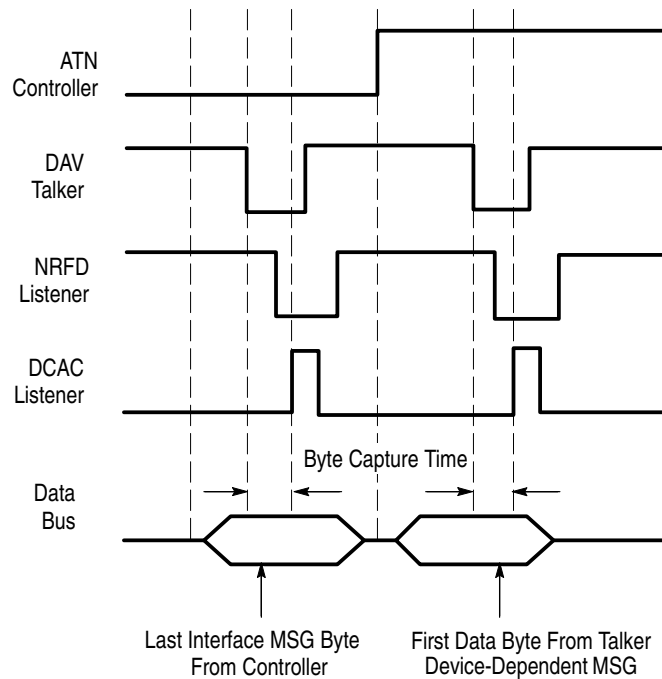 ATN
Controller
DAV
Talker
NRFD
Listener
DCAC
Listener
Byte Capture Time
Data
Bus
Last Interface MSG Byte
From Controller
First Data Byte From Talker
Device-Dependent MSG